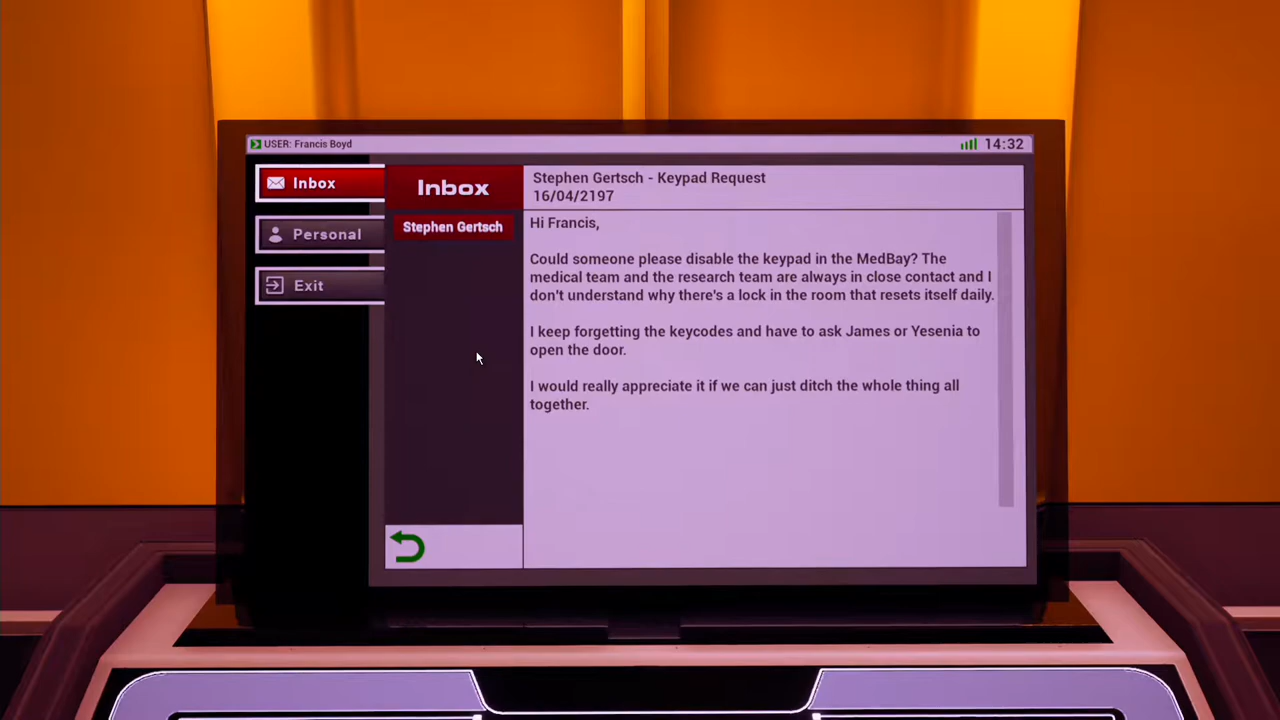 USER: Francis Boyd
14:32
Inbox
Personal
Exit
Inbox
Stephen Gertsch
Stephen Gertsch - Keypad Request
16/04/2197
Hi Francis,
Could someone please disable the keypad in the MedBay? The
medical team and the research team are always in close contact and I
don't understand why there's a lock in the room that resets itself daily.
I keep forgetting the keycodes and have to ask James or Yesenia to
open the door.
I would really appreciate it if we can just ditch the whole thing all
together.